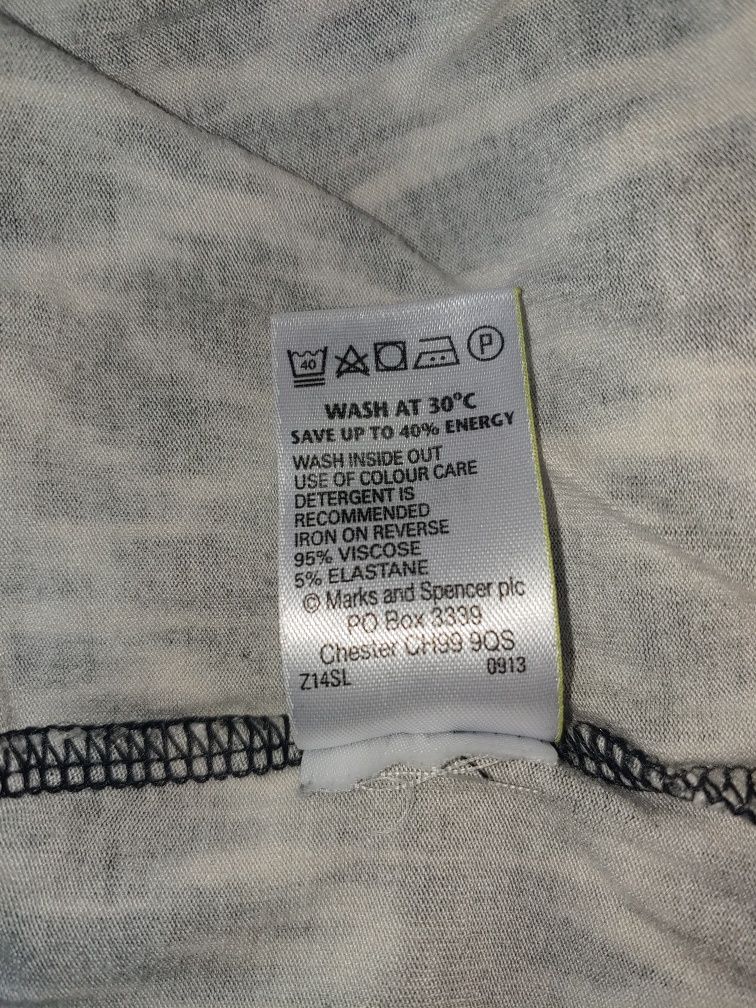 40 P
WASH AT 30°C
SAVE UP TO 40% ENERGY
WASH INSIDE OUT
USE OF COLOUR CARE
DETERGENT IS
RECOMMENDED
IRON ON REVERSE
95% VISCOSE
5% ELASTANE
© Marks and Spencer plc
PO Box 3339
Chester CH99 9QS
Z14SL 0913